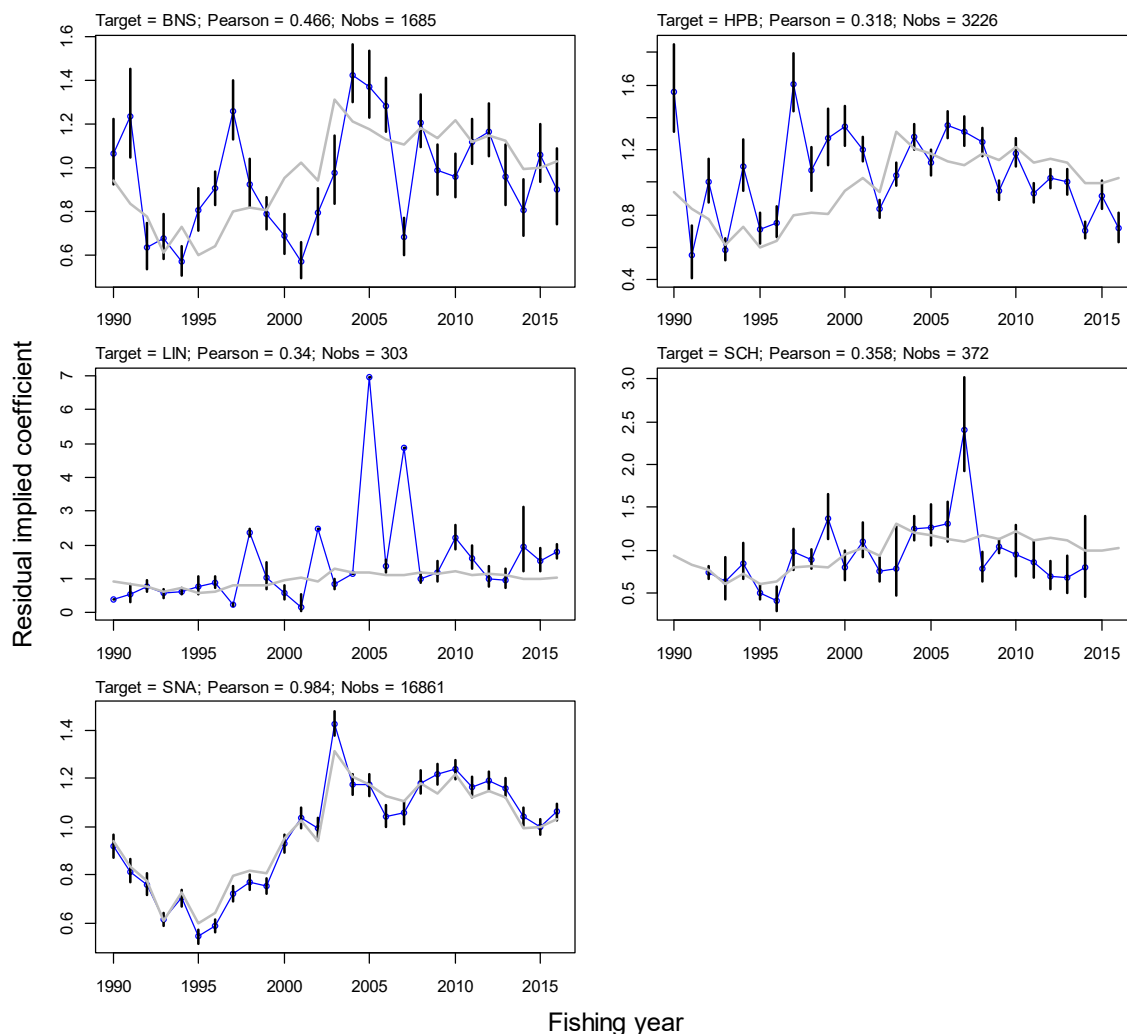 Target = BNS; Pearson = 0.466; Nobs = 1685
0.6 0.8 1.0 1.2 1.4 1.6
1990 1995 2000 2005 2010 2015
Target = HPB; Pearson = 0.318; Nobs = 3226
0.4 0.8 1.2 1.6
1990 1995 2000 2005 2010 2015
Target = LIN; Pearson = 0.34; Nobs = 303
0 1 2 3 4 5 6 7
1990 1995 2000 2005 2010 2015
Target = SCH; Pearson = 0.358; Nobs = 372
0.5 1.0 1.5 2.0 2.5 3.0
1990 1995 2000 2005 2010 2015
Target = SNA; Pearson = 0.984; Nobs = 16861
0.6 0.8 1.0 1.2 1.4
1990 1995 2000 2005 2010 2015
Residual implied coefficient
Fishing year